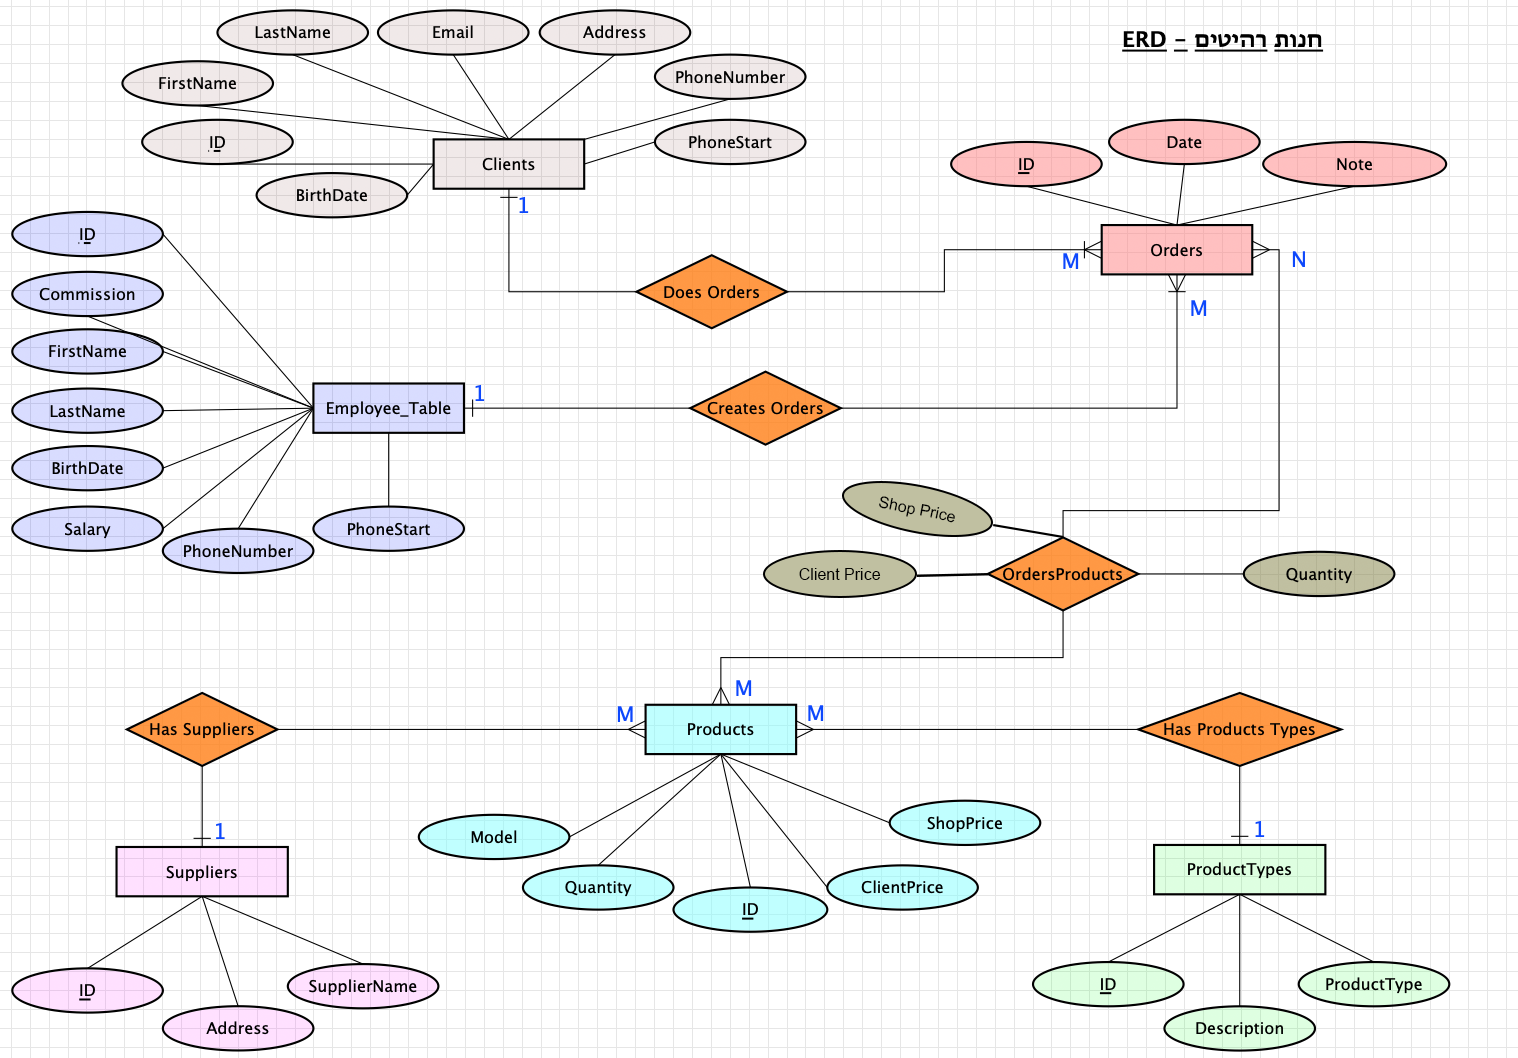 LastName
Email
Address
חנות רהיטים - ERD
FirstName
PhoneNumber
ID
PhoneStart
Clients
BirthDate
1
ID
Date
Note
Orders
M
N
M
Does Orders
ID
Commission
FirstName
LastName
BirthDate
Salary
PhoneNumber
PhoneStart
Employee_Table
1
Creates Orders
Shop Price
Client Price
OrdersProducts
Quantity
Has Suppliers
M
M
Products
M
Has Products Types
1
1
Suppliers
ID
Address
SupplierName
Model
Quantity
ID
ClientPrice
ShopPrice
ProductTypes
ID
Description
ProductType